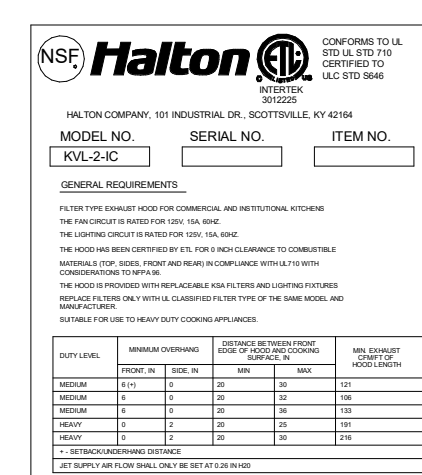 NSF Halton ETL CONFORMS TO UL
STD UL STD 710
CERTIFIED TO
ULC STD S646
C LISTED US
INTERTEK
3012225
HALTON COMPANY, 101 INDUSTRIAL DR., SCOTTSVILLE, KY 42164
MODEL NO. SERIAL NO. ITEM NO.
KVL-2-IC
GENERAL REQUIREMENTS
FILTER TYPE EXHAUST HOOD FOR COMMERCIAL AND INSTITUTIONAL KITCHENS
THE FAN CIRCUIT IS RATED FOR 125V, 15A, 60HZ.
THE LIGHTING CIRCUIT IS RATED FOR 125V, 15A, 60HZ.
THE HOOD HAS BEEN CERTIFIED BY ETL FOR 0 INCH CLEARANCE TO COMBUSTIBLE
MATERIALS (TOP, SIDES, FRONT AND REAR) IN COMPLIANCE WITH UL710 WITH
CONSIDERATIONS TO NFPA 96.
THE HOOD IS PROVIDED WITH REPLACEABLE KSA FILTERS AND LIGHTING FIXTURES
REPLACE FILTERS ONLY WITH UL CLASSIFIED FILTER TYPE OF THE SAME MODEL AND
MANUFACTURER.
SUITABLE FOR USE TO HEAVY DUTY COOKING APPLIANCES.
DUTY LEVEL MINIMUM OVERHANG DISTANCE BETWEEN FRONT EDGE OF HOOD AND COOKING SURFACE, IN MIN. EXHAUST CFM/FT OF HOOD LENGTH
FRONT, IN SIDE, IN MIN MAX
MEDIUM 6 (+) 0 20 30 121
MEDIUM 6 0 20 32 106
MEDIUM 6 0 20 36 133
HEAVY 0 2 20 25 191
HEAVY 0 2 20 30 216
+ - SETBACK/UNDERHANG DISTANCE
JET SUPPLY AIR FLOW SHALL ONLY BE SET AT 0.26 IN H20